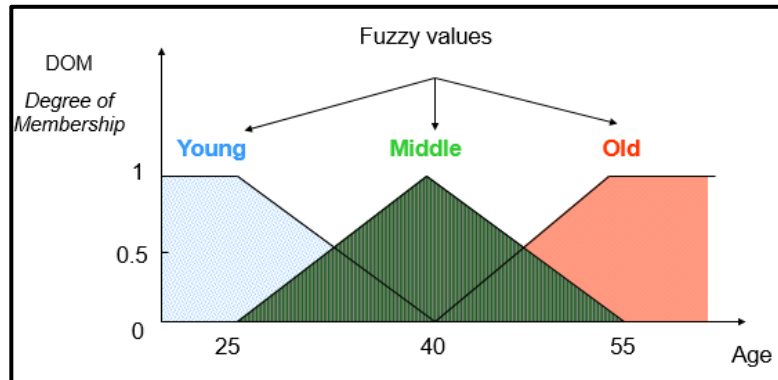 Fuzzy values
DOM
Degree of
Membership
Young Middle Old
1
0.5
0
25 40 55 Age